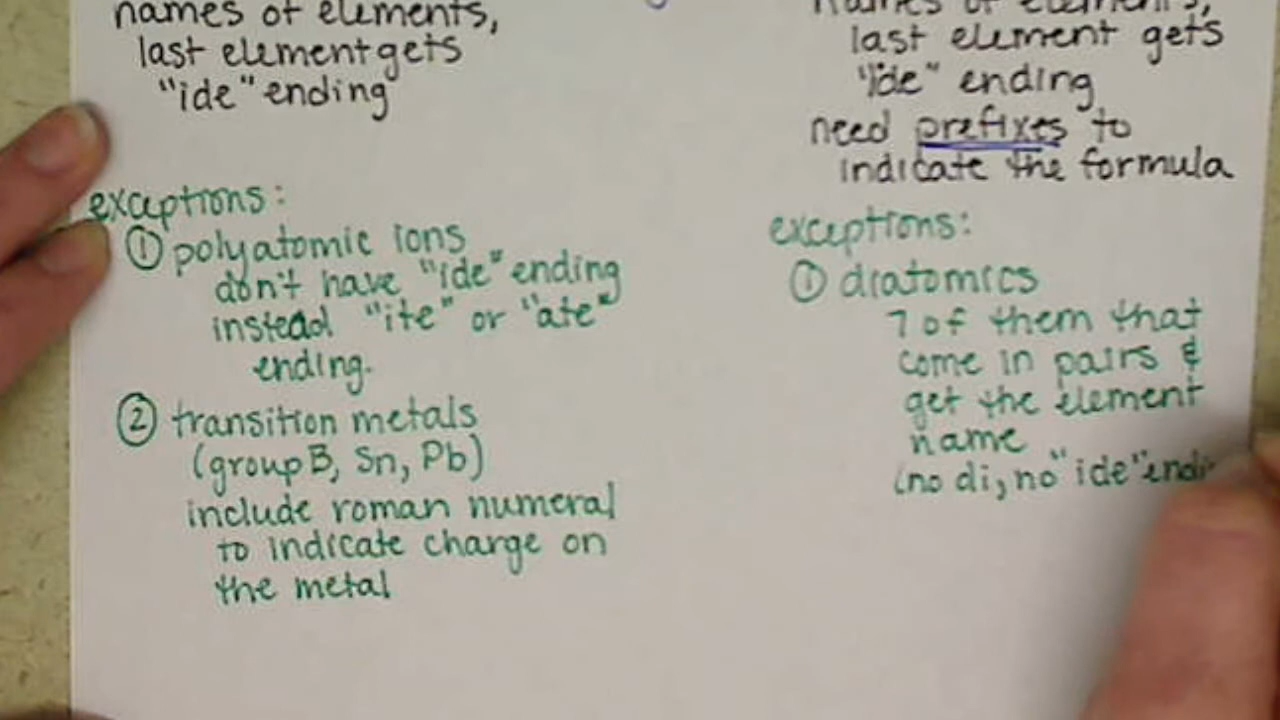 names of elements,
last element gets
"ide" ending
exceptions:
① polyatomic ions
don't have "ide" ending
instead "ite" or "ate"
ending.
② transition metals
(group B, Sn, Pb)
include roman numeral
to indicate charge on
the metal
names of elements,
last element gets
"ide" ending
need prefixes to
indicate the formula
exceptions:
① diatomics
7 of them that
come in pairs &
get the element
name
(no di, no "ide"